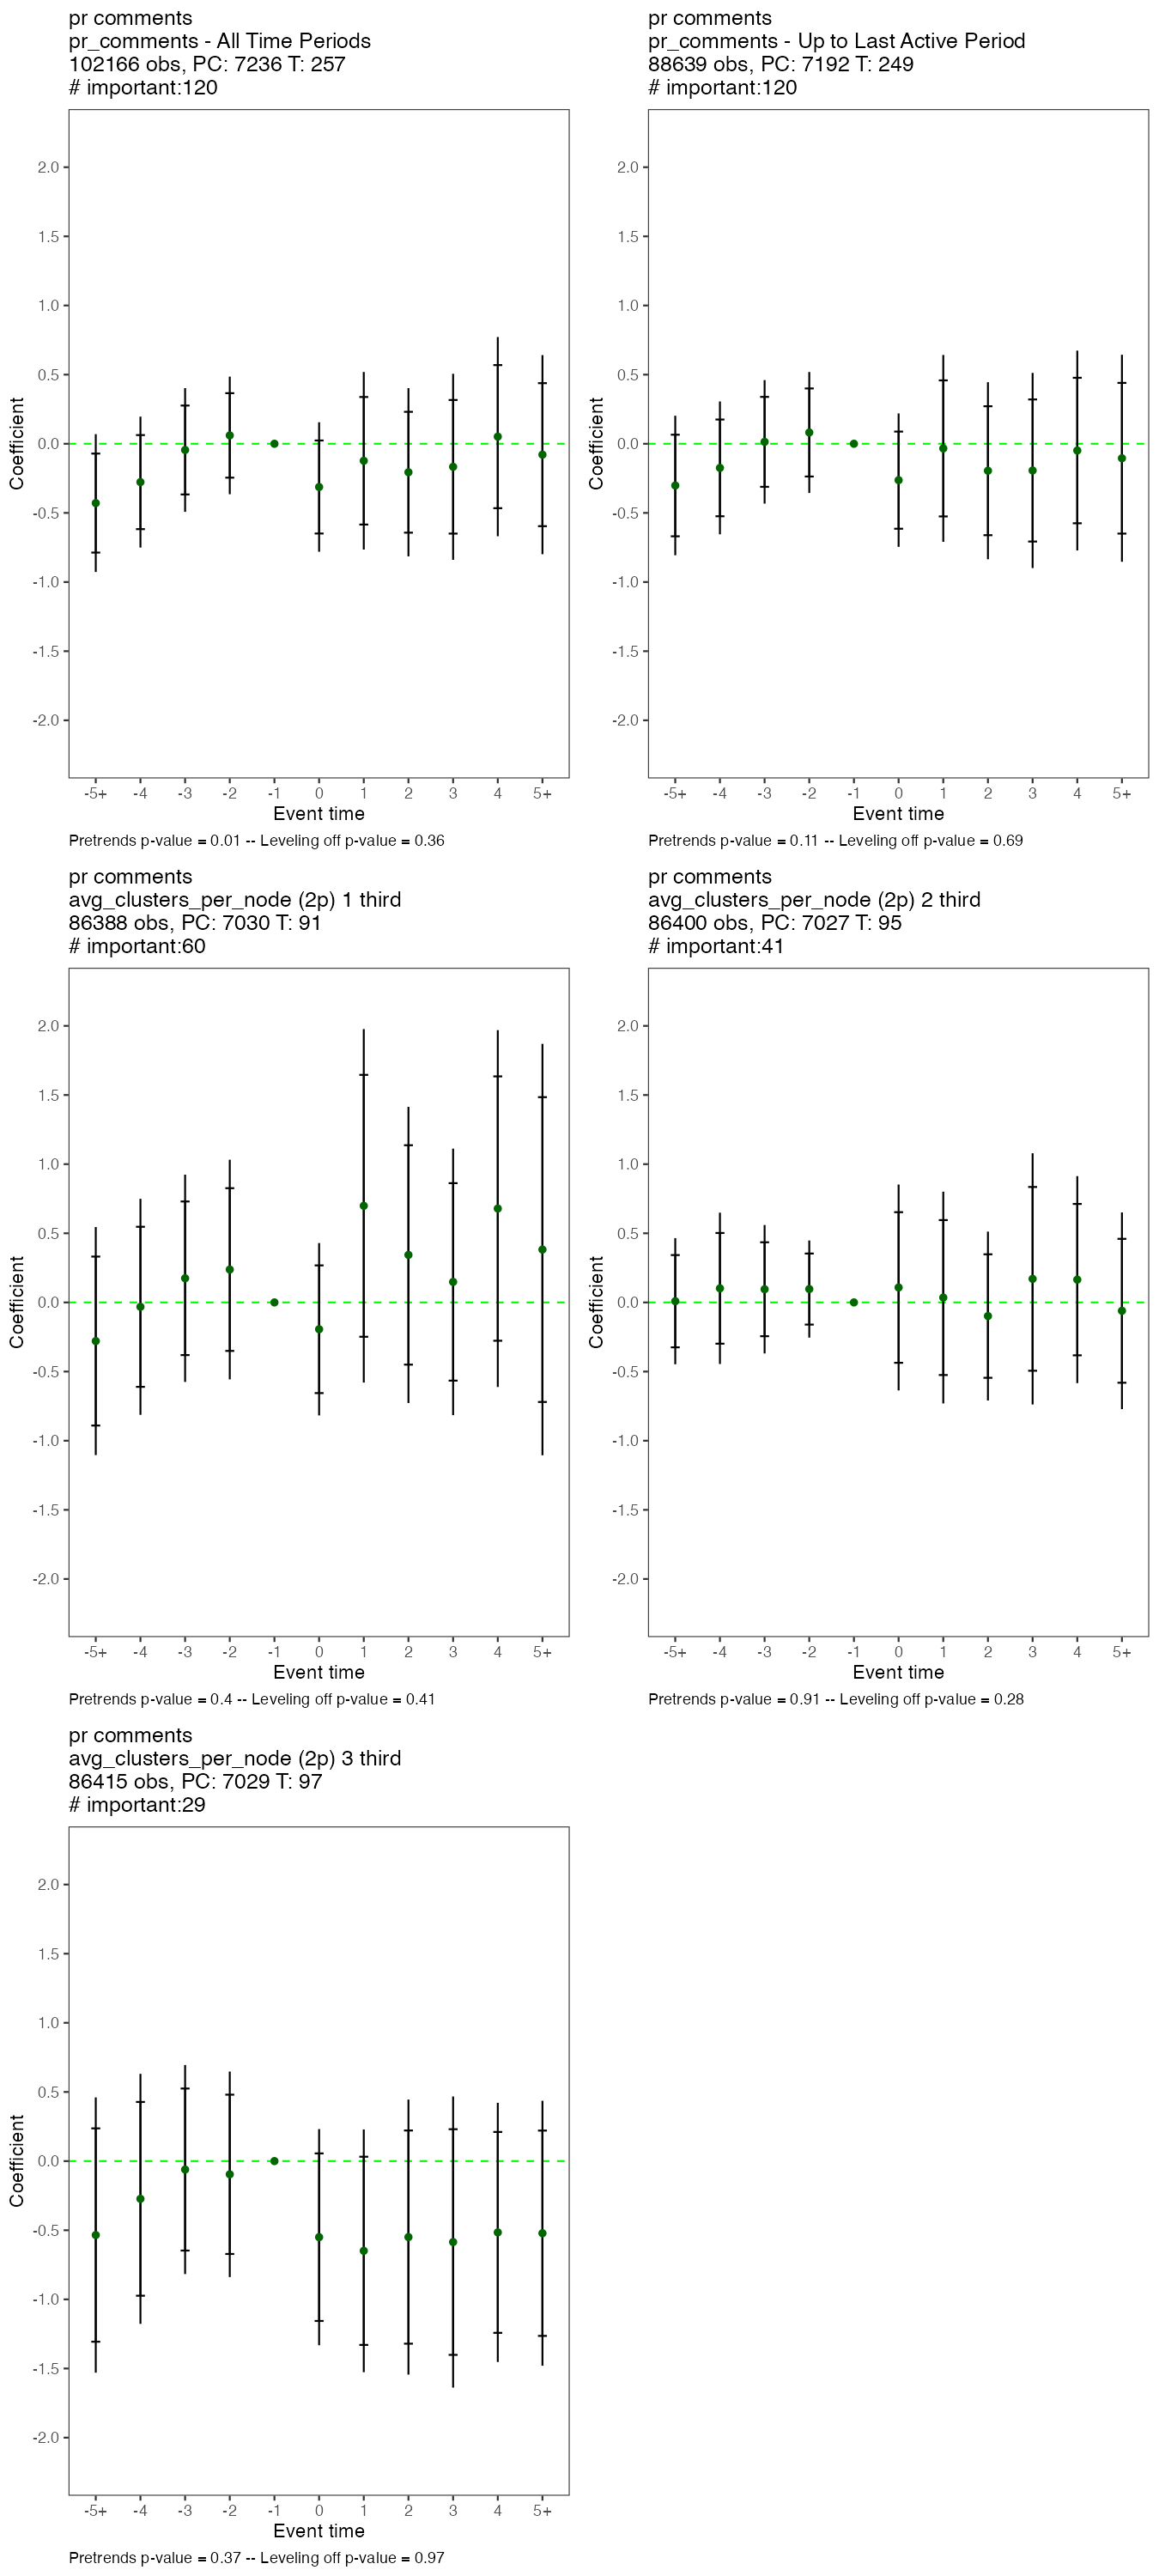 pr comments
pr_comments - All Time Periods
102166 obs, PC: 7236 T: 257
# important:120
Coefficient
2.0
1.5
1.0
0.5
0.0
-0.5
-1.0
-1.5
-2.0
-5+ -4 -3 -2 -1 0 1 2 3 4 5+
Event time
Pretrends p-value = 0.01 -- Leveling off p-value = 0.36
pr comments
pr_comments - Up to Last Active Period
88639 obs, PC: 7192 T: 249
# important:120
Coefficient
2.0
1.5
1.0
0.5
0.0
-0.5
-1.0
-1.5
-2.0
-5+ -4 -3 -2 -1 0 1 2 3 4 5+
Event time
Pretrends p-value = 0.11 -- Leveling off p-value = 0.69
pr comments
avg_clusters_per_node (2p) 1 third
86388 obs, PC: 7030 T: 91
# important:60
Coefficient
2.0
1.5
1.0
0.5
0.0
-0.5
-1.0
-1.5
-2.0
-5+ -4 -3 -2 -1 0 1 2 3 4 5+
Event time
Pretrends p-value = 0.4 -- Leveling off p-value = 0.41
pr comments
avg_clusters_per_node (2p) 2 third
86400 obs, PC: 7027 T: 95
# important:41
Coefficient
2.0
1.5
1.0
0.5
0.0
-0.5
-1.0
-1.5
-2.0
-5+ -4 -3 -2 -1 0 1 2 3 4 5+
Event time
Pretrends p-value = 0.91 -- Leveling off p-value = 0.28
pr comments
avg_clusters_per_node (2p) 3 third
86415 obs, PC: 7029 T: 97
# important:29
Coefficient
2.0
1.5
1.0
0.5
0.0
-0.5
-1.0
-1.5
-2.0
-5+ -4 -3 -2 -1 0 1 2 3 4 5+
Event time
Pretrends p-value = 0.37 -- Leveling off p-value = 0.97